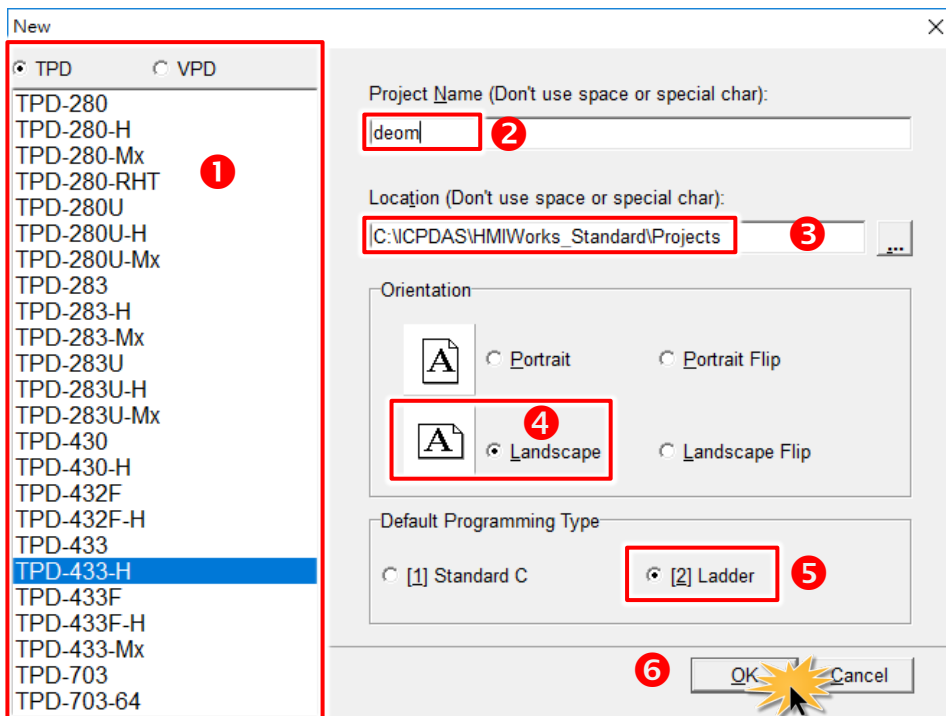 New
TPD VPD
TPD-280
TPD-280-H
TPD-280-Mx
TPD-280-RHT
TPD-280U
TPD-280U-H
TPD-280U-Mx
TPD-283
TPD-283-H
TPD-283-Mx
TPD-283U
TPD-283U-H
TPD-283U-Mx
TPD-430
TPD-430-H
TPD-432F
TPD-432F-H
TPD-433
TPD-433-H
TPD-433F
TPD-433F-H
TPD-433-Mx
TPD-703
TPD-703-64
1
Project Name (Don't use space or special char):
deom
2
Location (Don't use space or special char):
C:\ICPDAS\HMIWorks_Standard\Projects
3
...
Orientation
A Portrait Portrait Flip
4
A Landscape Landscape Flip
Default Programming Type
[1] Standard C [2] Ladder
5
6
OK Cancel